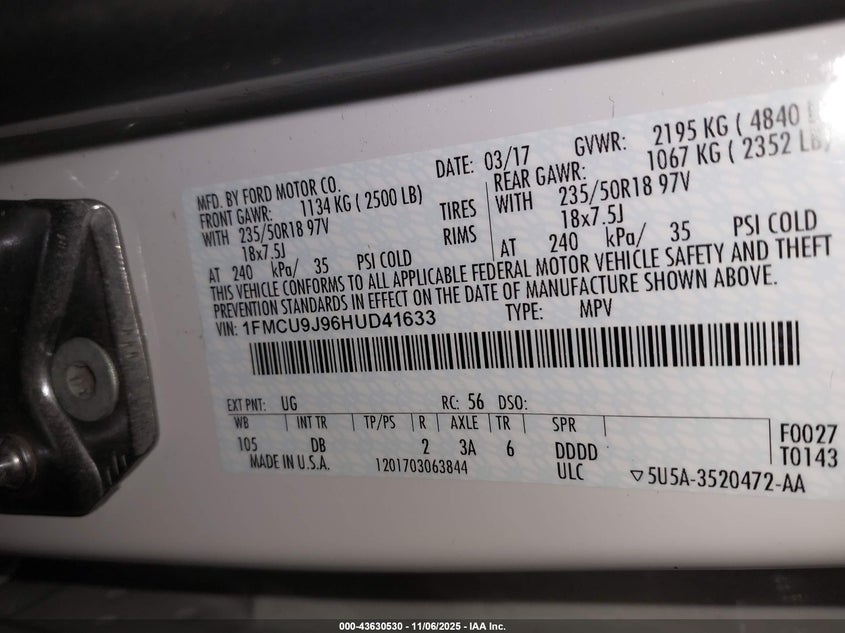 MFD. BY FORD MOTOR CO.
DATE: 03/17
GVWR: 2195 KG ( 4840 L
FRONT GAWR: 1134 KG ( 2500 LB)
REAR GAWR: 1067 KG ( 2352 LB)
WITH 235/50R18 97V
TIRES
WITH 235/50R18 97V
18x7.5J
RIMS
18x7.5J
AT 240 kPa/ 35 PSI COLD
AT 240 kPa/ 35 PSI COLD
THIS VEHICLE CONFORMS TO ALL APPLICABLE FEDERAL MOTOR VEHICLE SAFETY AND THEFT
PREVENTION STANDARDS IN EFFECT ON THE DATE OF MANUFACTURE SHOWN ABOVE.
VIN: 1FMCU9J96HUD41633
TYPE: MPV
EXT PNT: UG RC: 56 DSO:
WB INT TR TP/PS R AXLE TR SPR
105 DB 2 3A 6 DDDD
F0027
T0143
MADE IN U.S.A. 1201703063844 ULC
▽5U5A-3520472-AA
000-43630530 - 11/06/2025 - IAA Inc.